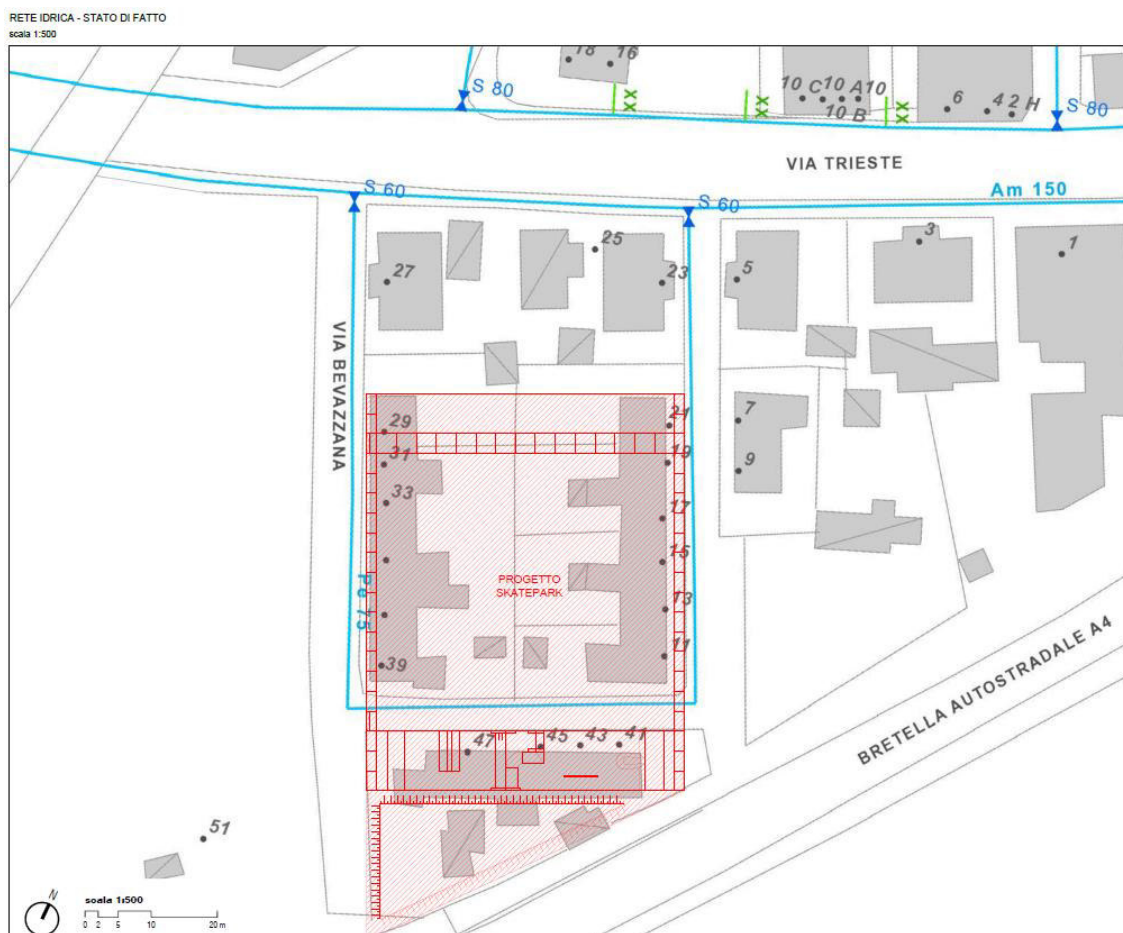 RETE IDRICA - STATO DI FATTO
scala 1:500
18
16
S 80
XX
XX
10 C 10 A 10
10 B
XX
6
4
2 H
S 80
VIA TRIESTE
S 60
S 60
Am 150
27
25
23
5
3
1
VIA BEVAZZANA
29
21
7
31
19
9
33
17
15
Pe 75
PROGETTO
SKATEPARK
13
39
11
BRETELLA AUTOSTRADALE A4
47
45
43
41
51
N
scala 1:500
0 2 5 10 20 m